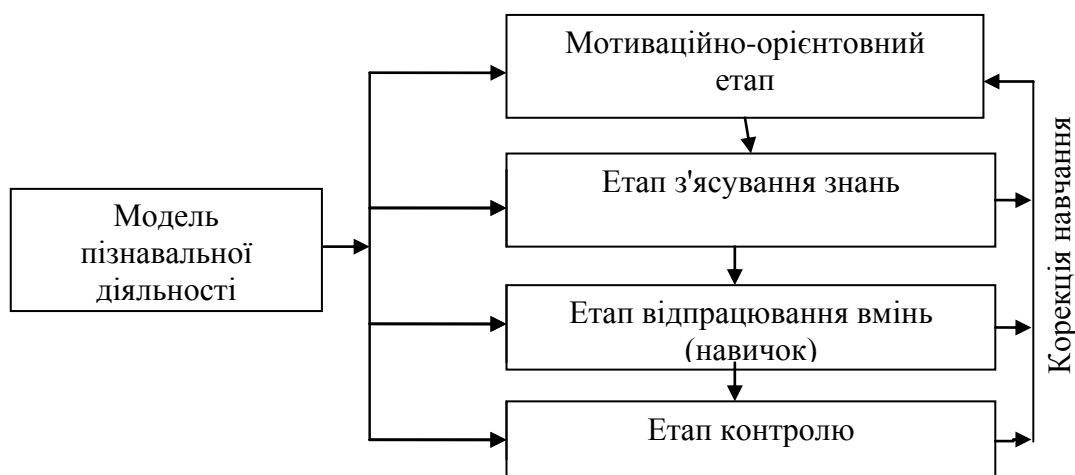 Мотиваційно-орієнтовний
етап
Етап з'ясування знань
Модель
пізнавальної
діяльності
Етап відпрацювання вмінь
(навичок)
Етап контролю
Корекція навчання